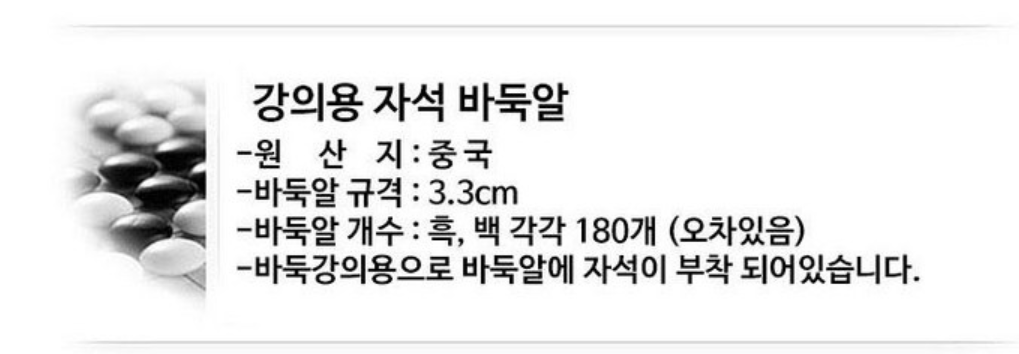 강의용 자석 바둑알
-원 산 지 : 중 국
-바둑알 규격 : 3.3cm
-바둑알 개수 : 흑, 백 각각 180개 (오차있음)
-바둑강의용으로 바둑알에 자석이 부착 되어있습니다.